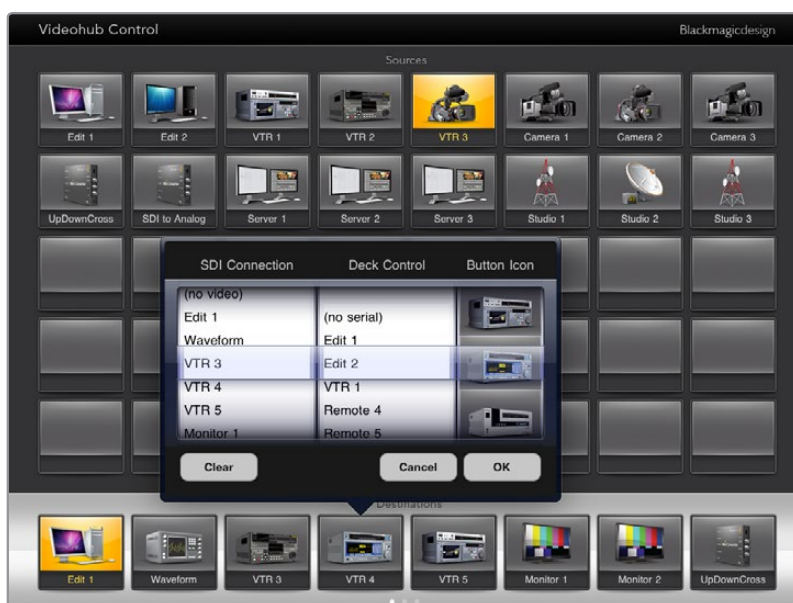 Videohub Control
Blackmagicdesign
Sources
Edit 1
Edit 2
VTR 1
VTR 2
VTR 3
Camera 1
Camera 2
Camera 3
UpDownCross
SDI to Analog
Server 1
Server 2
Server 3
Studio 1
Studio 2
Studio 3
SDI Connection
Deck Control
Button Icon
(no video)
Edit 1
(no serial)
Waveform
Edit 1
VTR 3
Edit 2
VTR 4
VTR 1
VTR 5
Remote 4
Monitor 1
Remote 5
Clear
Cancel
OK
Destinations
Edit 1
Waveform
VTR 3
VTR 4
VTR 5
Monitor 1
Monitor 2
UpDownCross